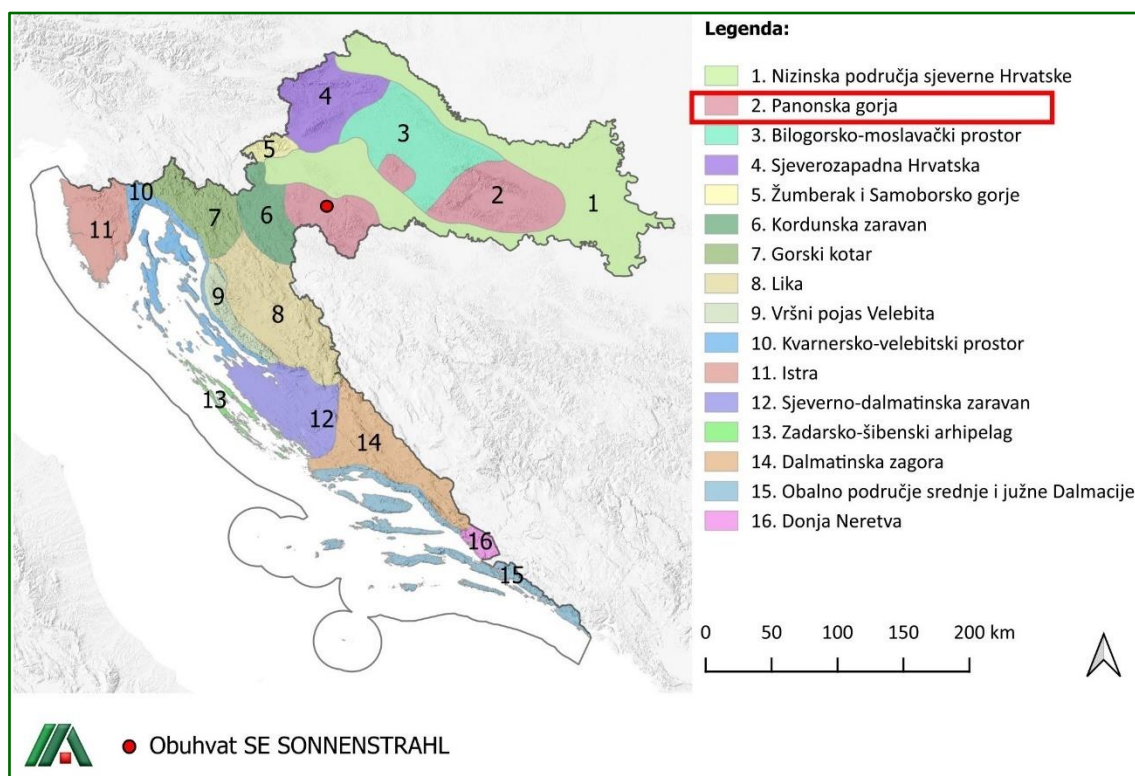 Legenda:
1. Nizinska područja sjeverne Hrvatske
2. Panonska gorja
3. Bilogorsko-moslavački prostor
4. Sjeverozapadna Hrvatska
5. Žumberak i Samoborsko gorje
6. Kordunska zaravan
7. Gorski kotar
8. Lika
9. Vršni pojas Velebita
10. Kvarnersko-velebitski prostor
11. Istra
12. Sjeverno-dalmatinska zaravan
13. Zadarsko-šibenski arhipelag
14. Dalmatinska zagora
15. Obalno područje srednje i južne Dalmacije
16. Donja Neretva
4
3
5
2
1
10
11
7
6
9
8
13
12
14
16
15
0 50 100 150 200 km
Obuhvat SE SONNENSTRAHL